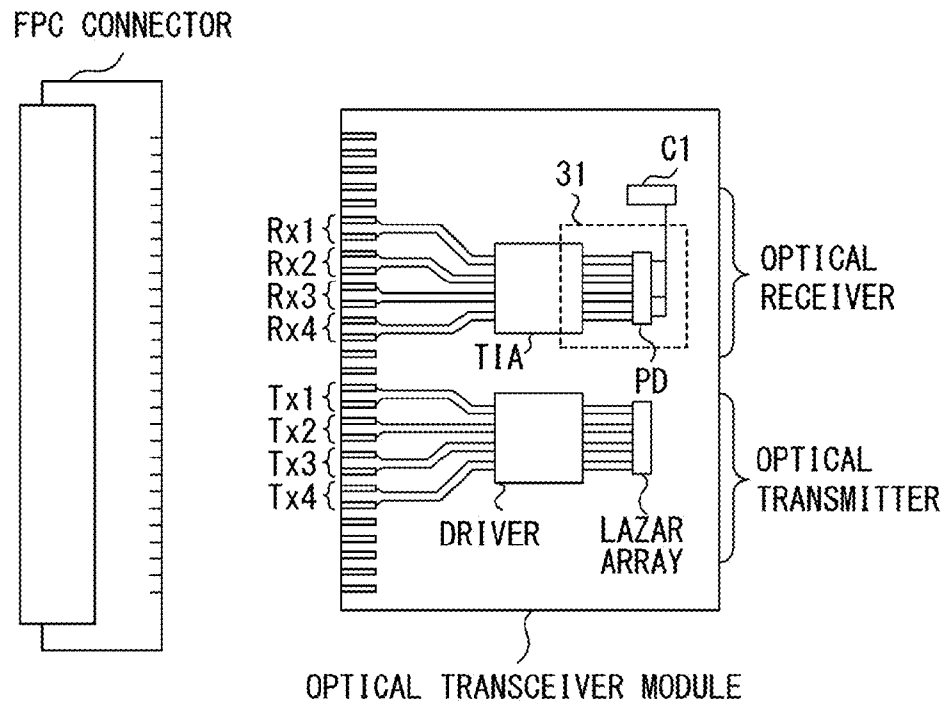 FPC CONNECTOR
C1
31
Rx1
Rx2
Rx3
Rx4
TIA
PD
OPTICAL
RECEIVER
Tx1
Tx2
Tx3
Tx4
DRIVER
LAZAR
ARRAY
OPTICAL
TRANSMITTER
OPTICAL TRANSCEIVER MODULE